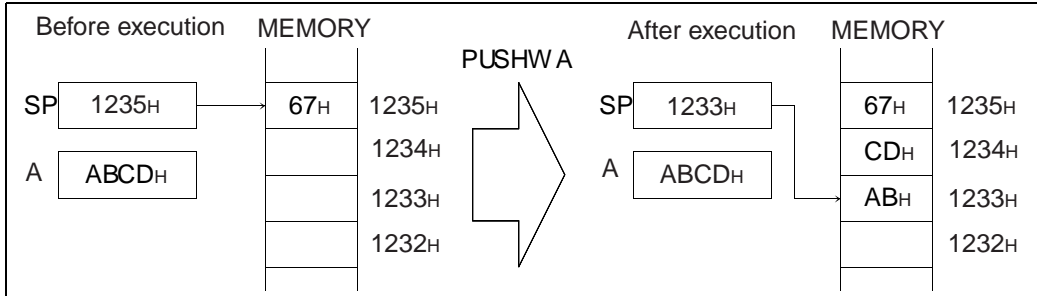 Before execution MEMORY
PUSHW A
SP 1235H 67H 1235H
1234H
A ABCDH
1233H
1232H
After execution MEMORY
SP 1233H 67H 1235H
CDH 1234H
A ABCDH
ABH 1233H
1232H